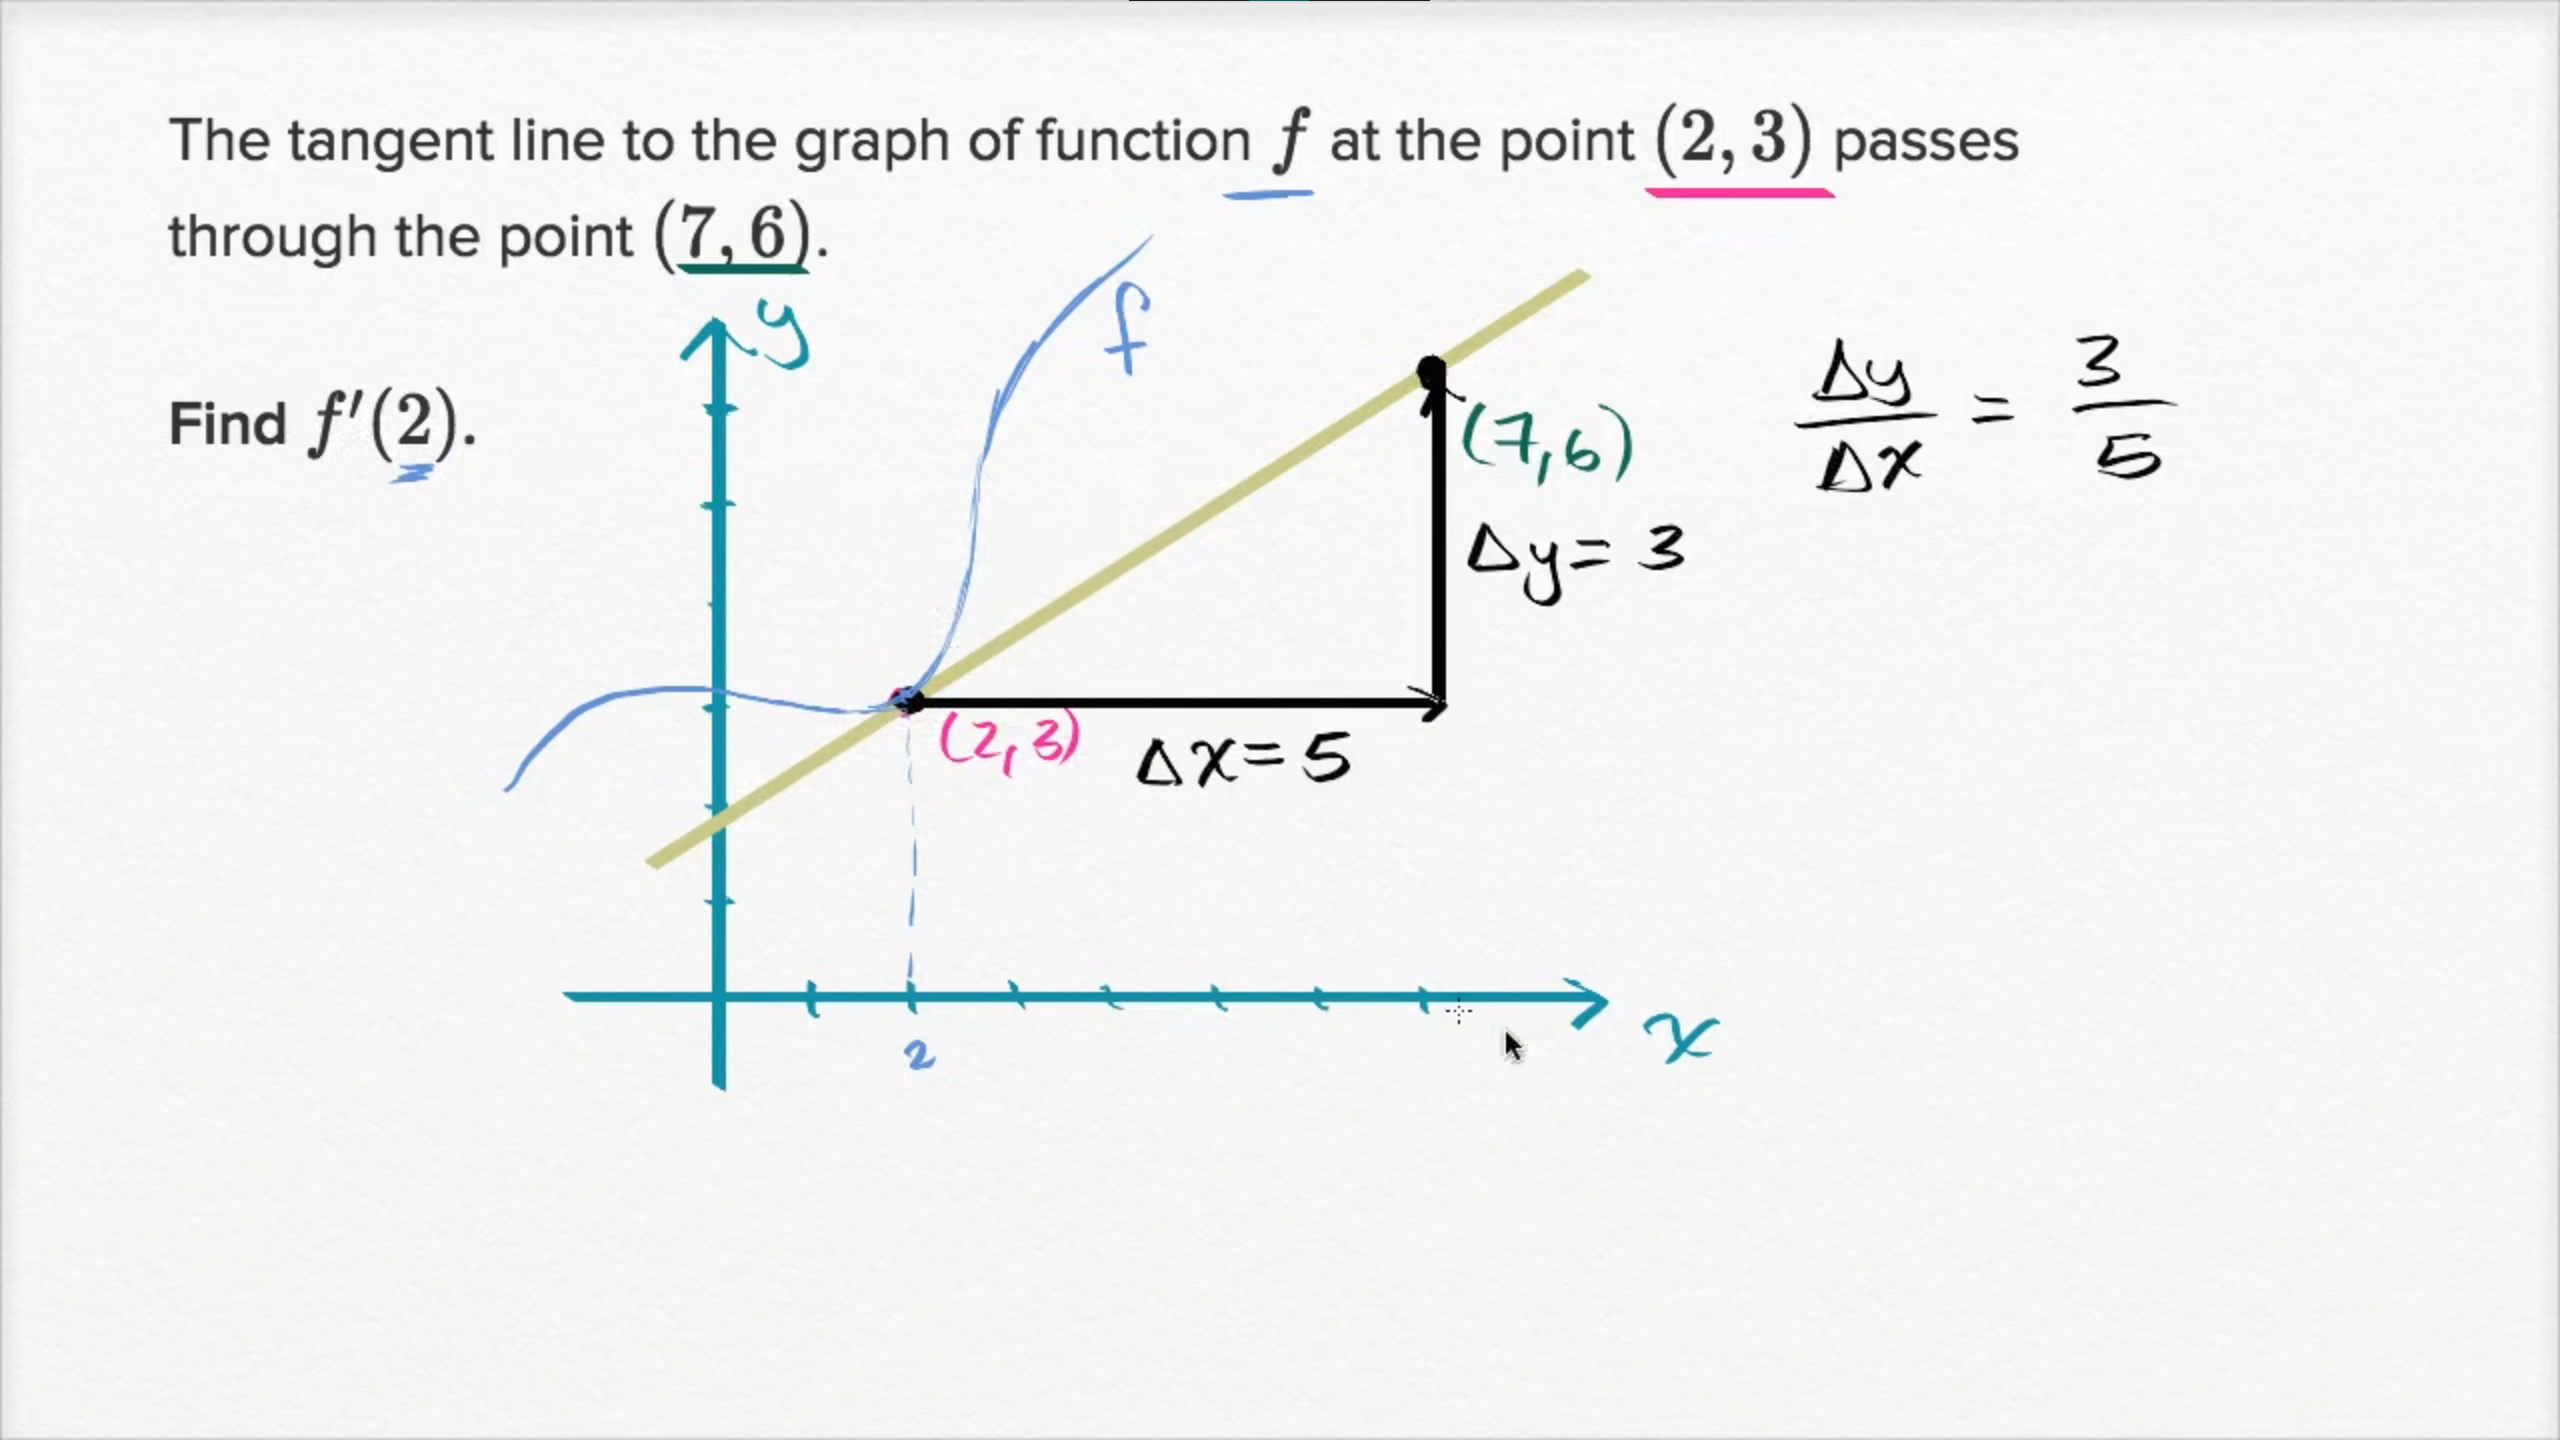 The tangent line to the graph of function f at the point (2, 3) passes
through the point (7, 6).
Find f′(2).
y
f
(7,6)
Δy = 3
Δy/Δx = 3/5
(2,3)
Δx = 5
2
x